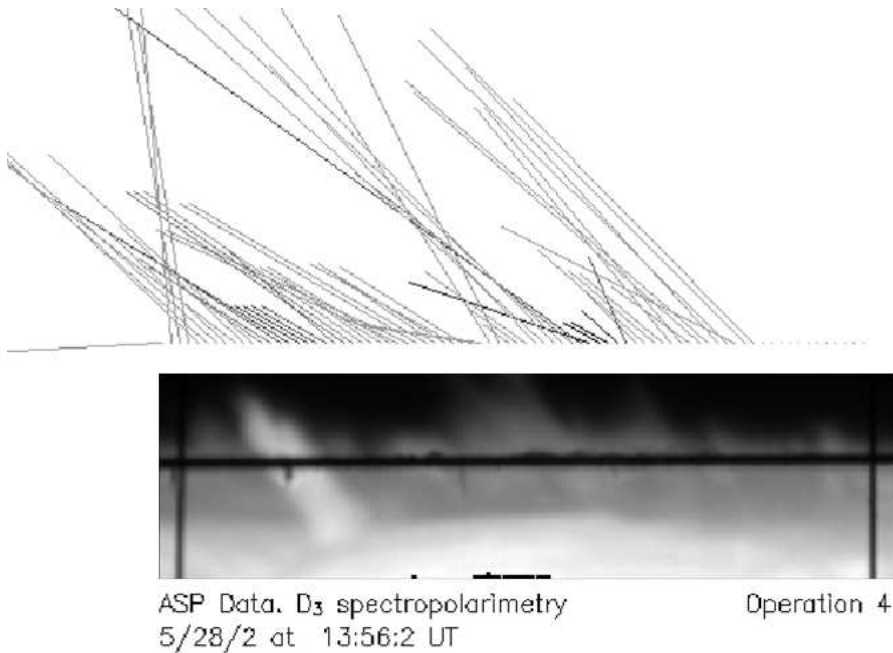 ASP Data. D₃ spectropolarimetry
Operation 4
5/28/2 at 13:56:2 UT